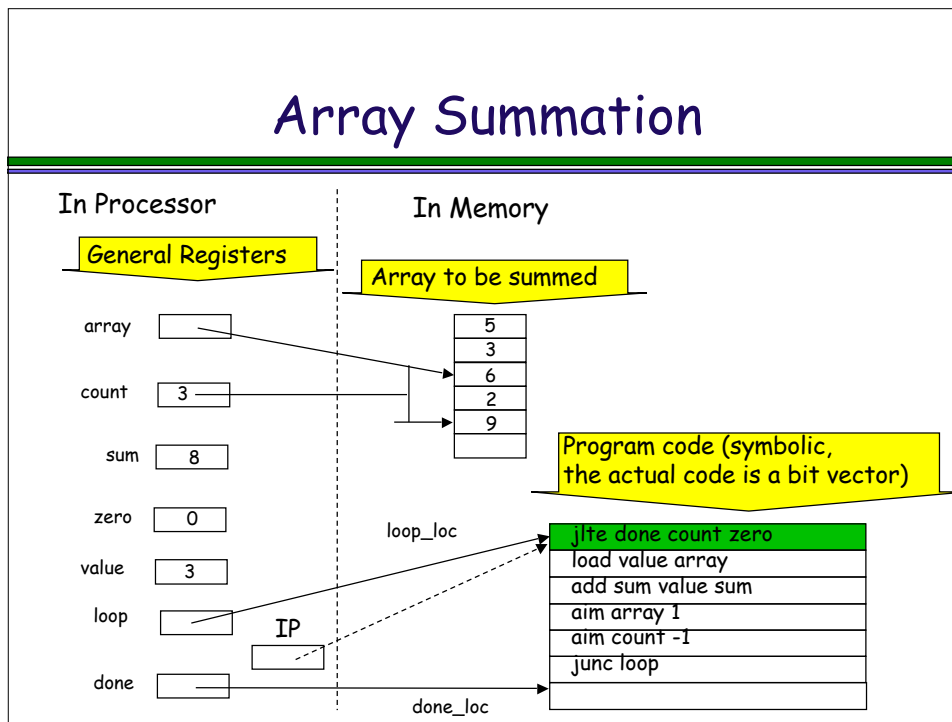 Array Summation
In Processor
In Memory
General Registers
Array to be summed
array
5
3
6
2
9
count
3
sum
8
zero
0
value
3
loop
IP
done
loop_loc
done_loc
Program code (symbolic,
the actual code is a bit vector)
jlte done count zero
load value array
add sum value sum
aim array 1
aim count -1
junc loop